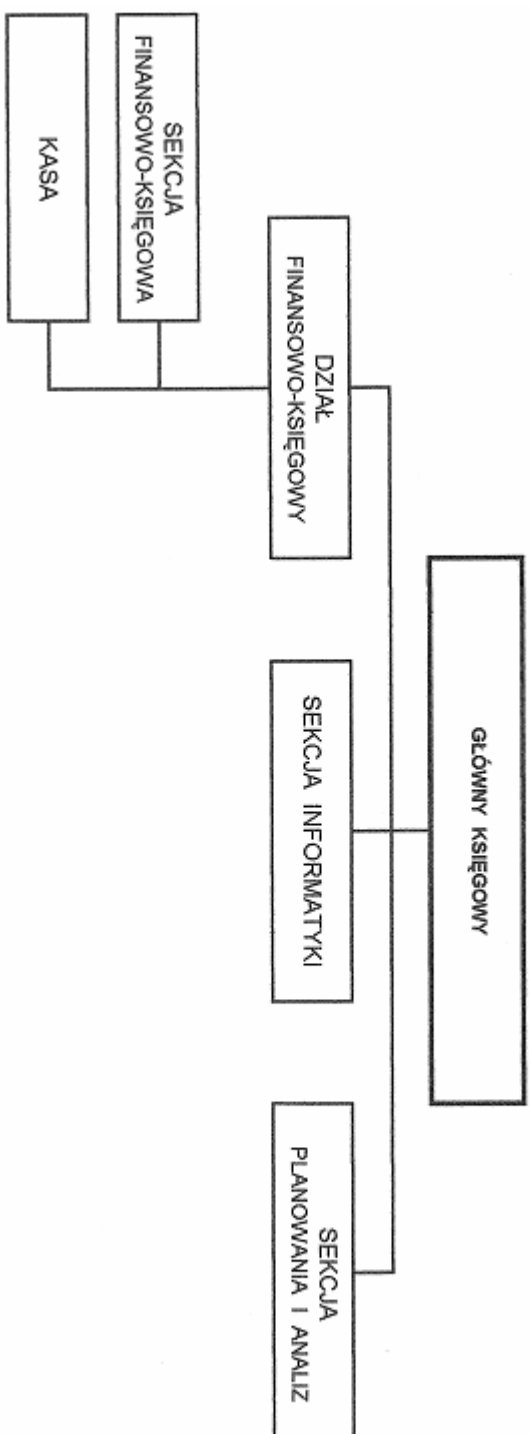 GŁÓWNY KSIĘGOWY
DZIAŁ
FINANSOWO-KSIĘGOWY
SEKCJA INFORMATYKI
SEKCJA
PLANOWANIA I ANALIZ
SEKCJA
FINANSOWO-KSIĘGOWA
KASA